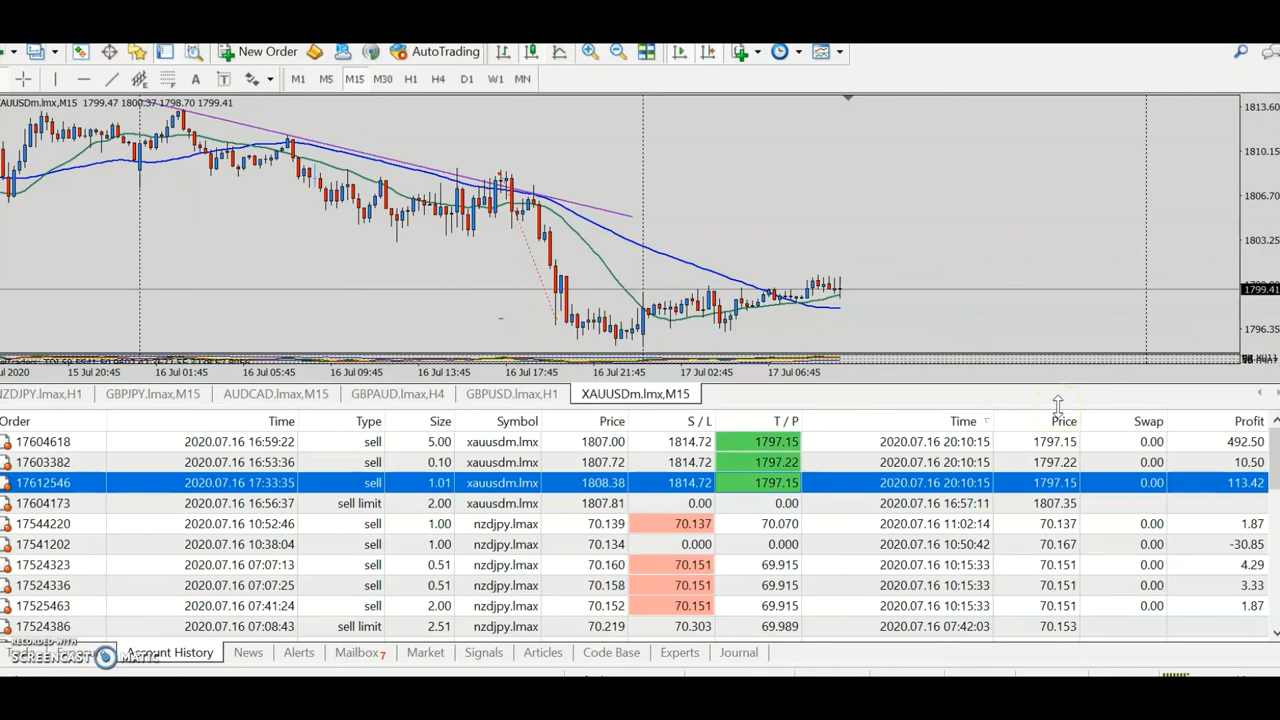 New Order AutoTrading
A T M1 M5 M15 M30 H1 H4 D1 W1 MN
XAUUSDm.lmx,M15 1799.47 1800.37 1798.70 1799.41
1813.60
1810.15
1806.70
1803.25
1799.41
1796.35
Jul 2020 15 Jul 20:45 16 Jul 01:45 16 Jul 05:45 16 Jul 09:45 16 Jul 13:45 16 Jul 17:45 16 Jul 21:45 17 Jul 02:45 17 Jul 06:45
NZDJPY.lmax,H1 GBPJPY.lmax,M15 AUDCAD.lmax,M15 GBPAUD.lmax,H4 GBPUSD.lmax,H1 XAUUSDm.lmx,M15
Order Time Type Size Symbol Price S / L T / P Time Price Swap Profit
17604618 2020.07.16 16:59:22 sell 5.00 xauusdm.lmx 1807.00 1814.72 1797.15 2020.07.16 20:10:15 1797.15 0.00 492.50
17603382 2020.07.16 16:53:36 sell 0.10 xauusdm.lmx 1807.72 1814.72 1797.22 2020.07.16 20:10:15 1797.22 0.00 10.50
17612546 2020.07.16 17:33:35 sell 1.01 xauusdm.lmx 1808.38 1814.72 1797.15 2020.07.16 20:10:15 1797.15 0.00 113.42
17604173 2020.07.16 16:56:37 sell limit 2.00 xauusdm.lmx 1807.81 0.00 0.00 2020.07.16 16:57:11 1807.35
17544220 2020.07.16 10:52:46 sell 1.00 nzdjpy.lmax 70.139 70.137 70.070 2020.07.16 11:02:14 70.137 0.00 1.87
17541202 2020.07.16 10:38:04 sell 1.00 nzdjpy.lmax 70.134 0.000 0.000 2020.07.16 10:50:42 70.167 0.00 -30.85
17524323 2020.07.16 07:07:13 sell 0.51 nzdjpy.lmax 70.160 70.151 69.915 2020.07.16 10:15:33 70.151 0.00 4.29
17524336 2020.07.16 07:07:25 sell 0.51 nzdjpy.lmax 70.158 70.151 69.915 2020.07.16 10:15:33 70.151 0.00 3.33
17525463 2020.07.16 07:41:24 sell 2.00 nzdjpy.lmax 70.152 70.151 69.915 2020.07.16 10:15:33 70.151 0.00 1.87
17524386 2020.07.16 07:08:43 sell limit 2.51 nzdjpy.lmax 70.219 70.303 69.989 2020.07.16 07:42:03 70.153
RECORDED WITH
SCREENCAST MATIC
Account History News Alerts Mailbox 7 Market Signals Articles Code Base Experts Journal